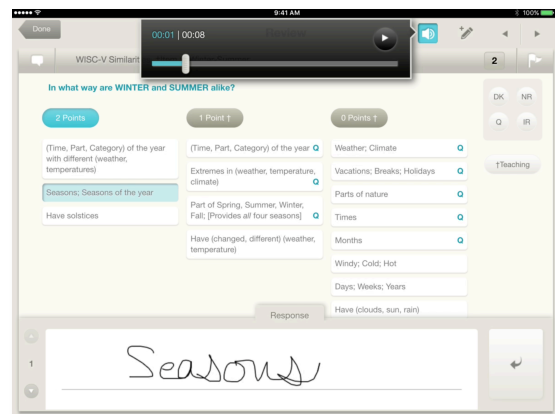 9:41 AM
100%
Done
00:01 | 00:08
WISC-V Similarit
2
In what way are WINTER and SUMMER alike?
DK
NR
Q
IR
†Teaching
2 Points
(Time, Part, Category) of the year
with different (weather,
temperatures)
Seasons; Seasons of the year
Have solstices
1 Point †
(Time, Part, Category) of the year Q
Extremes in (weather, temperature,
climate) Q
Part of Spring, Summer, Winter,
Fall; [Provides all four seasons] Q
Have (changed, different) (weather,
temperature)
0 Points †
Weather; Climate Q
Vacations; Breaks; Holidays Q
Parts of nature Q
Times Q
Months Q
Windy; Cold; Hot
Days; Weeks; Years
Have (clouds, sun, rain)
Response
1
Seasons